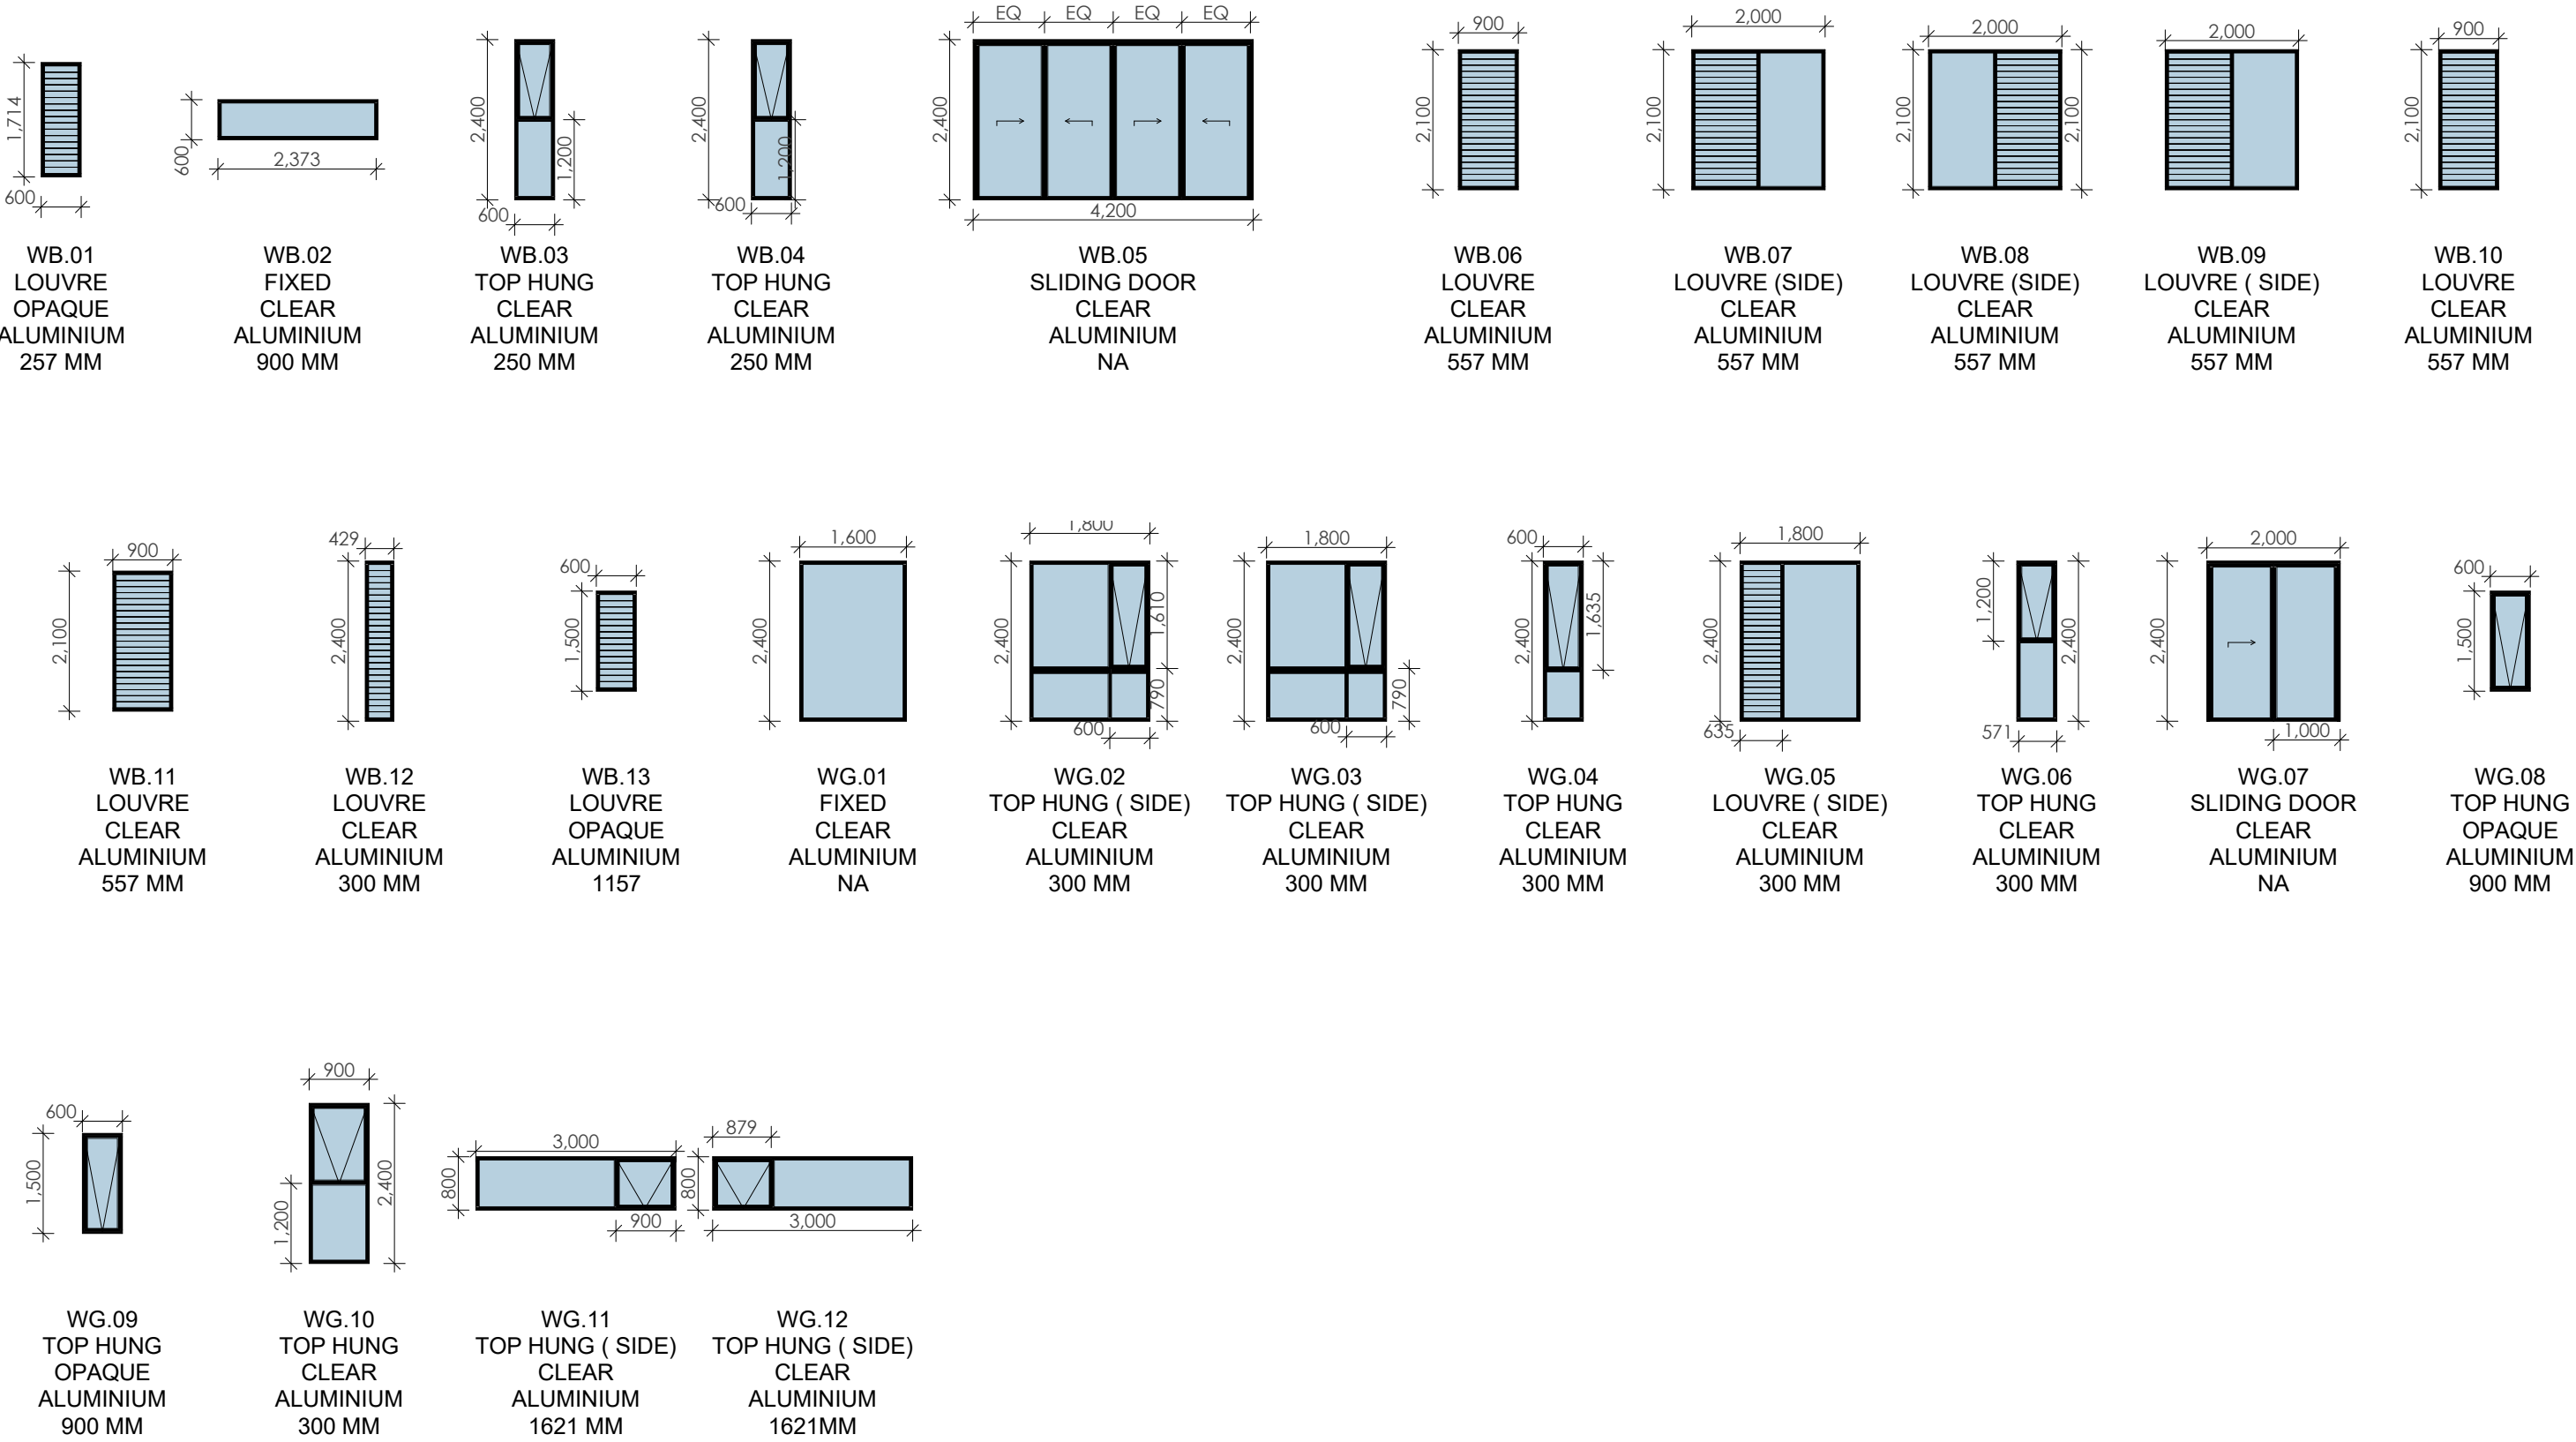 EQ EQ EQ EQ
2,400
2,400
2,400
1,714
600
1,200
600
1,200
600
2,373
600
4,200
900
2,100
2,000
2,100
2,000
2,100
2,100
2,000
2,100
900
2,100
WB.01
LOUVRE
OPAQUE
ALUMINIUM
257 MM
WB.02
FIXED
CLEAR
ALUMINIUM
900 MM
WB.03
TOP HUNG
CLEAR
ALUMINIUM
250 MM
WB.04
TOP HUNG
CLEAR
ALUMINIUM
250 MM
WB.05
SLIDING DOOR
CLEAR
ALUMINIUM
NA
WB.06
LOUVRE
CLEAR
ALUMINIUM
557 MM
WB.07
LOUVRE (SIDE)
CLEAR
ALUMINIUM
557 MM
WB.08
LOUVRE (SIDE)
CLEAR
ALUMINIUM
557 MM
WB.09
LOUVRE ( SIDE)
CLEAR
ALUMINIUM
557 MM
WB.10
LOUVRE
CLEAR
ALUMINIUM
557 MM
900
2,100
429
2,400
600
1,500
1,600
2,400
1,800
2,400
1,610
790
600
1,800
2,400
790
600
600
2,400
1,635
1,800
2,400
635
1,200
2,400
571
2,000
2,400
1,000
600
1,500
WB.11
LOUVRE
CLEAR
ALUMINIUM
557 MM
WB.12
LOUVRE
CLEAR
ALUMINIUM
300 MM
WB.13
LOUVRE
OPAQUE
ALUMINIUM
1157
WG.01
FIXED
CLEAR
ALUMINIUM
NA
WG.02
TOP HUNG ( SIDE)
CLEAR
ALUMINIUM
300 MM
WG.03
TOP HUNG ( SIDE)
CLEAR
ALUMINIUM
300 MM
WG.04
TOP HUNG
CLEAR
ALUMINIUM
300 MM
WG.05
LOUVRE ( SIDE)
CLEAR
ALUMINIUM
300 MM
WG.06
TOP HUNG
CLEAR
ALUMINIUM
300 MM
WG.07
SLIDING DOOR
CLEAR
ALUMINIUM
NA
WG.08
TOP HUNG
OPAQUE
ALUMINIUM
900 MM
600
1,500
900
2,400
1,200
3,000
800
900
879
800
3,000
WG.09
TOP HUNG
OPAQUE
ALUMINIUM
900 MM
WG.10
TOP HUNG
CLEAR
ALUMINIUM
300 MM
WG.11
TOP HUNG ( SIDE)
CLEAR
ALUMINIUM
1621 MM
WG.12
TOP HUNG ( SIDE)
CLEAR
ALUMINIUM
1621MM